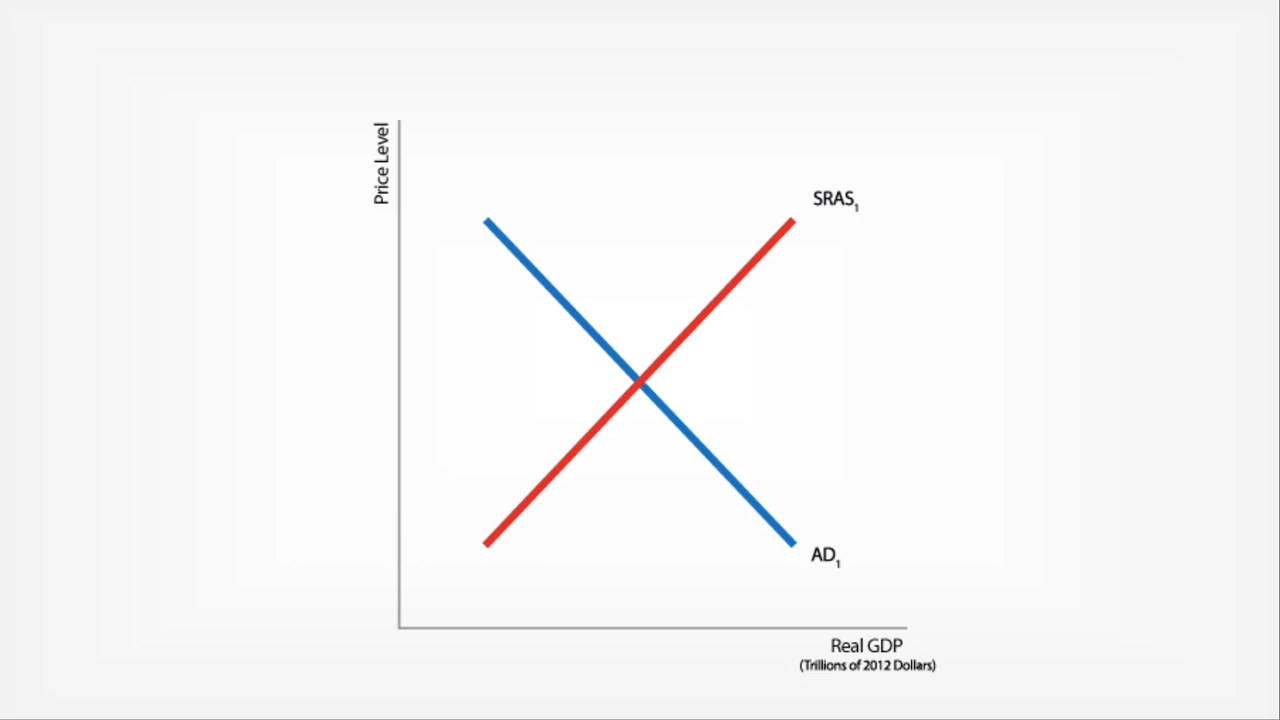 Price Level
SRAS₁
AD₁
Real GDP
(Trillions of 2012 Dollars)